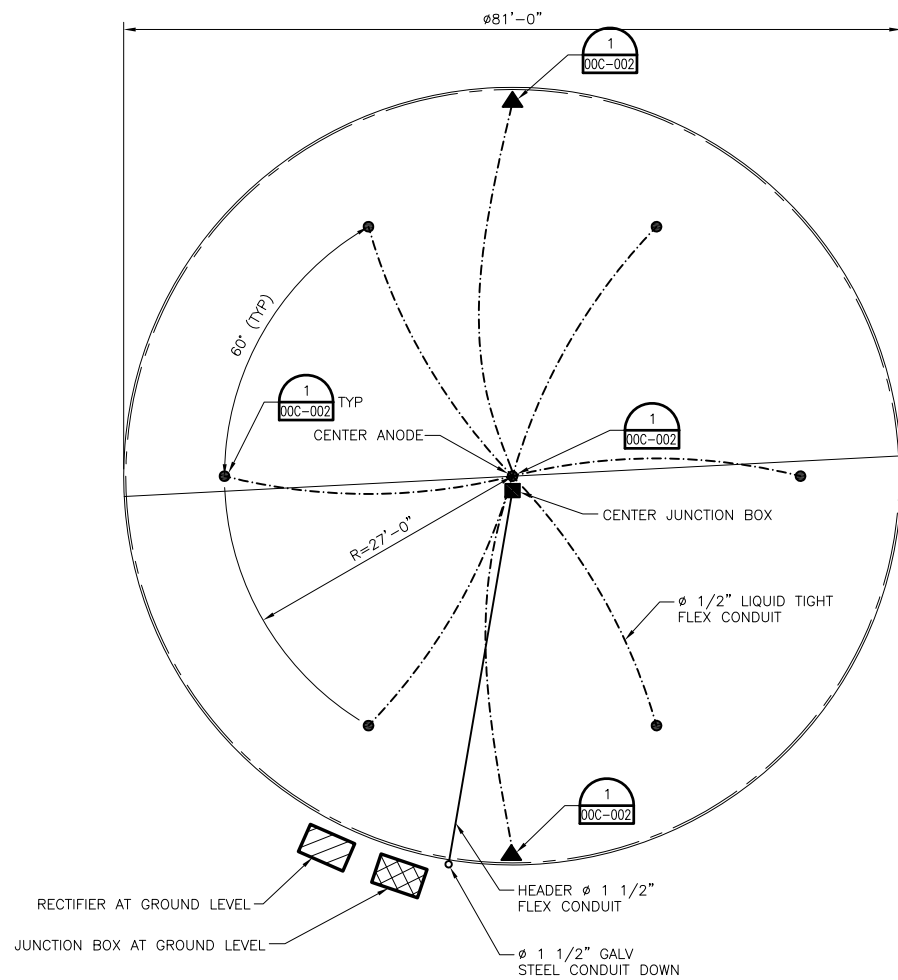 ø81'-0"
1
00C-002
60° (TYP)
1
00C-002
TYP
CENTER ANODE
1
00C-002
CENTER JUNCTION BOX
R=27'-0"
ø 1/2" LIQUID TIGHT
FLEX CONDUIT
1
00C-002
RECTIFIER AT GROUND LEVEL
HEADER ø 1 1/2"
FLEX CONDUIT
JUNCTION BOX AT GROUND LEVEL
ø 1 1/2" GALV
STEEL CONDUIT DOWN